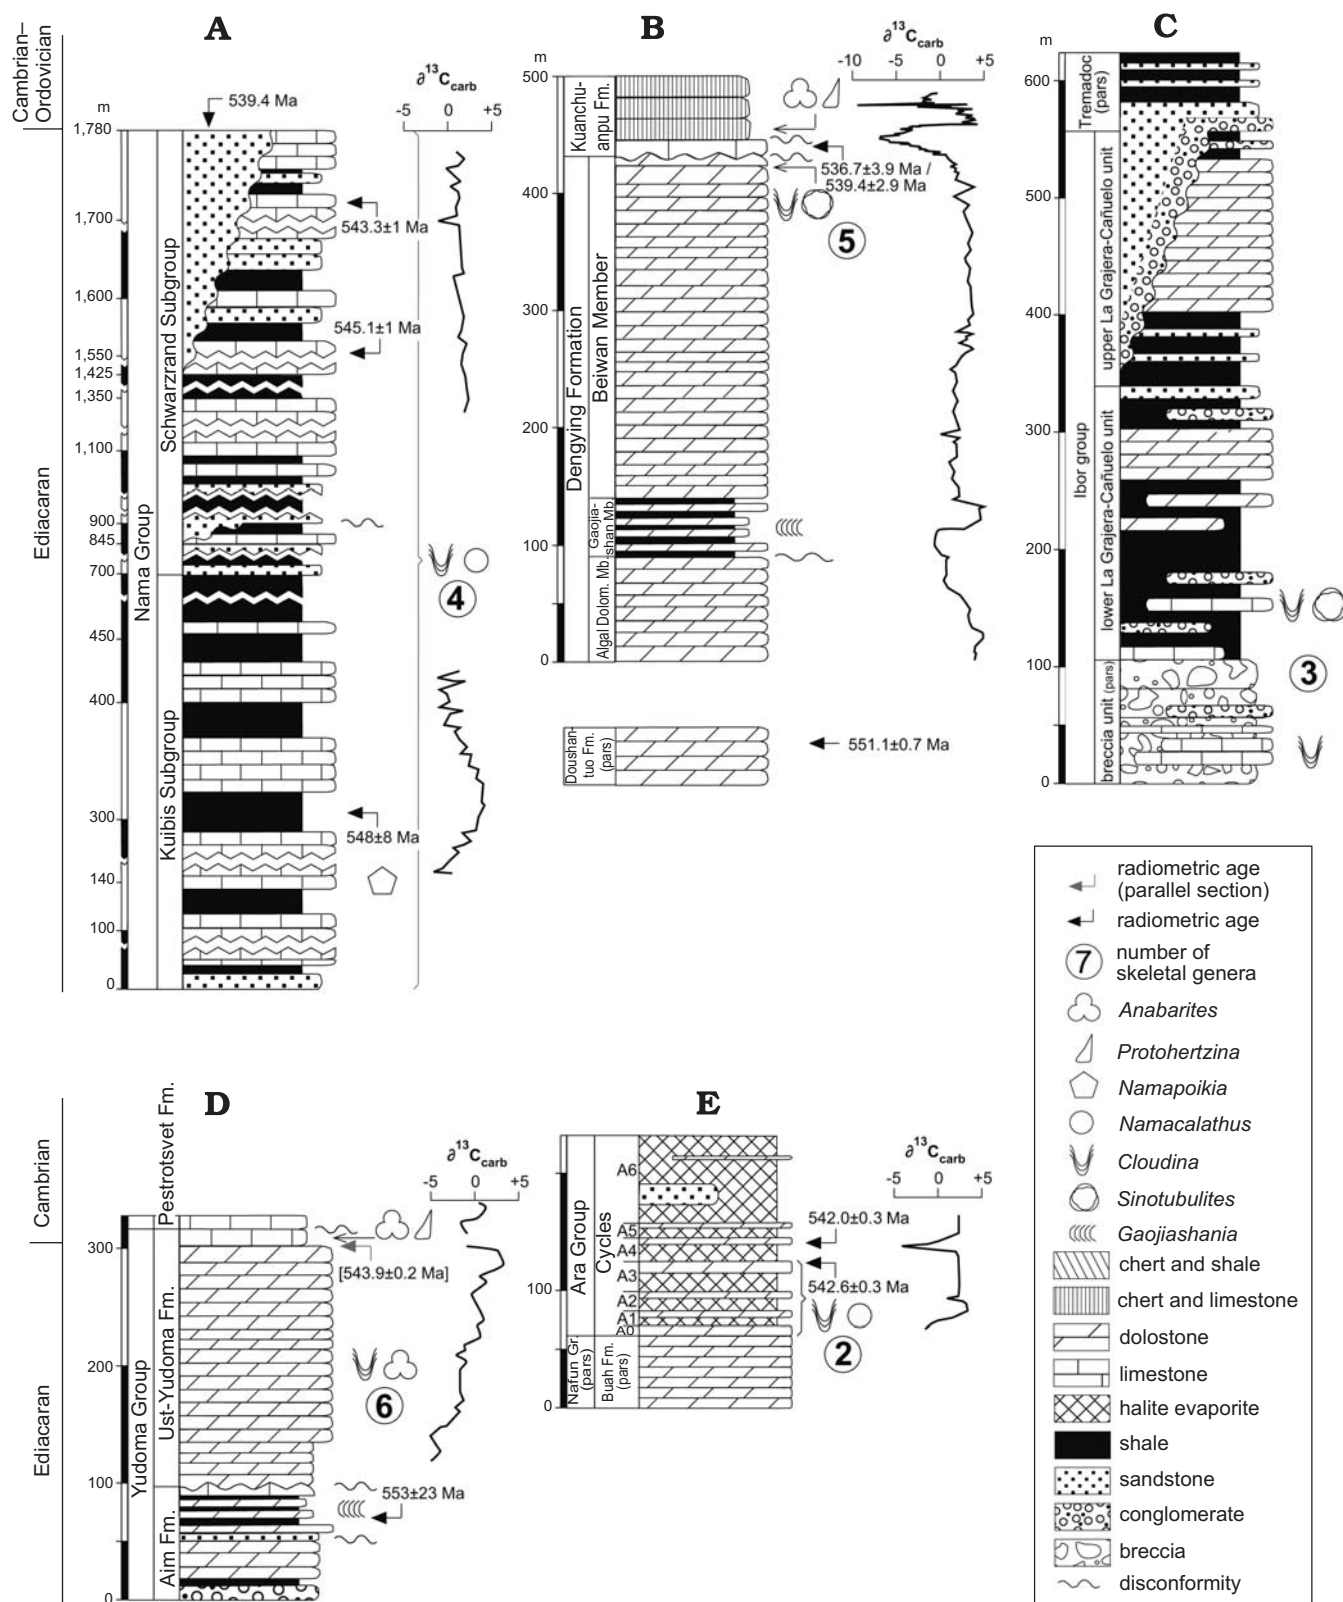 A
B
C
Cambrian–
Ordovician
Ediacaran
m
1,780
1,700
1,600
1,550
1,425
1,350
1,100
900
845
700
450
400
300
140
100
0
Nama Group
Schwarzrand Subgroup
Kuibis Subgroup
539.4 Ma
543.3±1 Ma
545.1±1 Ma
548±8 Ma
∂13Ccarb
-5 0 +5
4
m
500
400
300
200
100
0
Kuanchu-
anpu Fm.
Dengying Formation
Beiwan Member
Gaojia-
shan Mb.
Algal Dolom. Mb.
Doushan-
tuo Fm.
(pars)
∂13Ccarb
-10 -5 0 +5
536.7±3.9 Ma /
539.4±2.9 Ma
5
551.1±0.7 Ma
m
600
500
400
300
200
100
0
Tremadoc
(pars)
Ibor group
upper La Grajera-Cañuelo unit
lower La Grajera-Cañuelo unit
breccia unit (pars)
3
D
E
Cambrian
Ediacaran
300
200
100
0
Pestrotsvet Fm.
Yudoma Group
Ust-Yudoma Fm.
Aim Fm.
∂13Ccarb
-5 0 +5
[543.9±0.2 Ma]
6
553±23 Ma
100
0
Ara Group
Cycles
Nafun Gr.
(pars)
Buah Fm.
(pars)
A6
A5
A4
A3
A2
A1
A0
∂13Ccarb
-5 0 +5
542.0±0.3 Ma
542.6±0.3 Ma
2
radiometric age
(parallel section)
radiometric age
7 number of
skeletal genera
Anabarites
Protohertzina
Namapoikia
Namacalathus
Cloudina
Sinotubulites
Gaojiashania
chert and shale
chert and limestone
dolostone
limestone
halite evaporite
shale
sandstone
conglomerate
breccia
disconformity